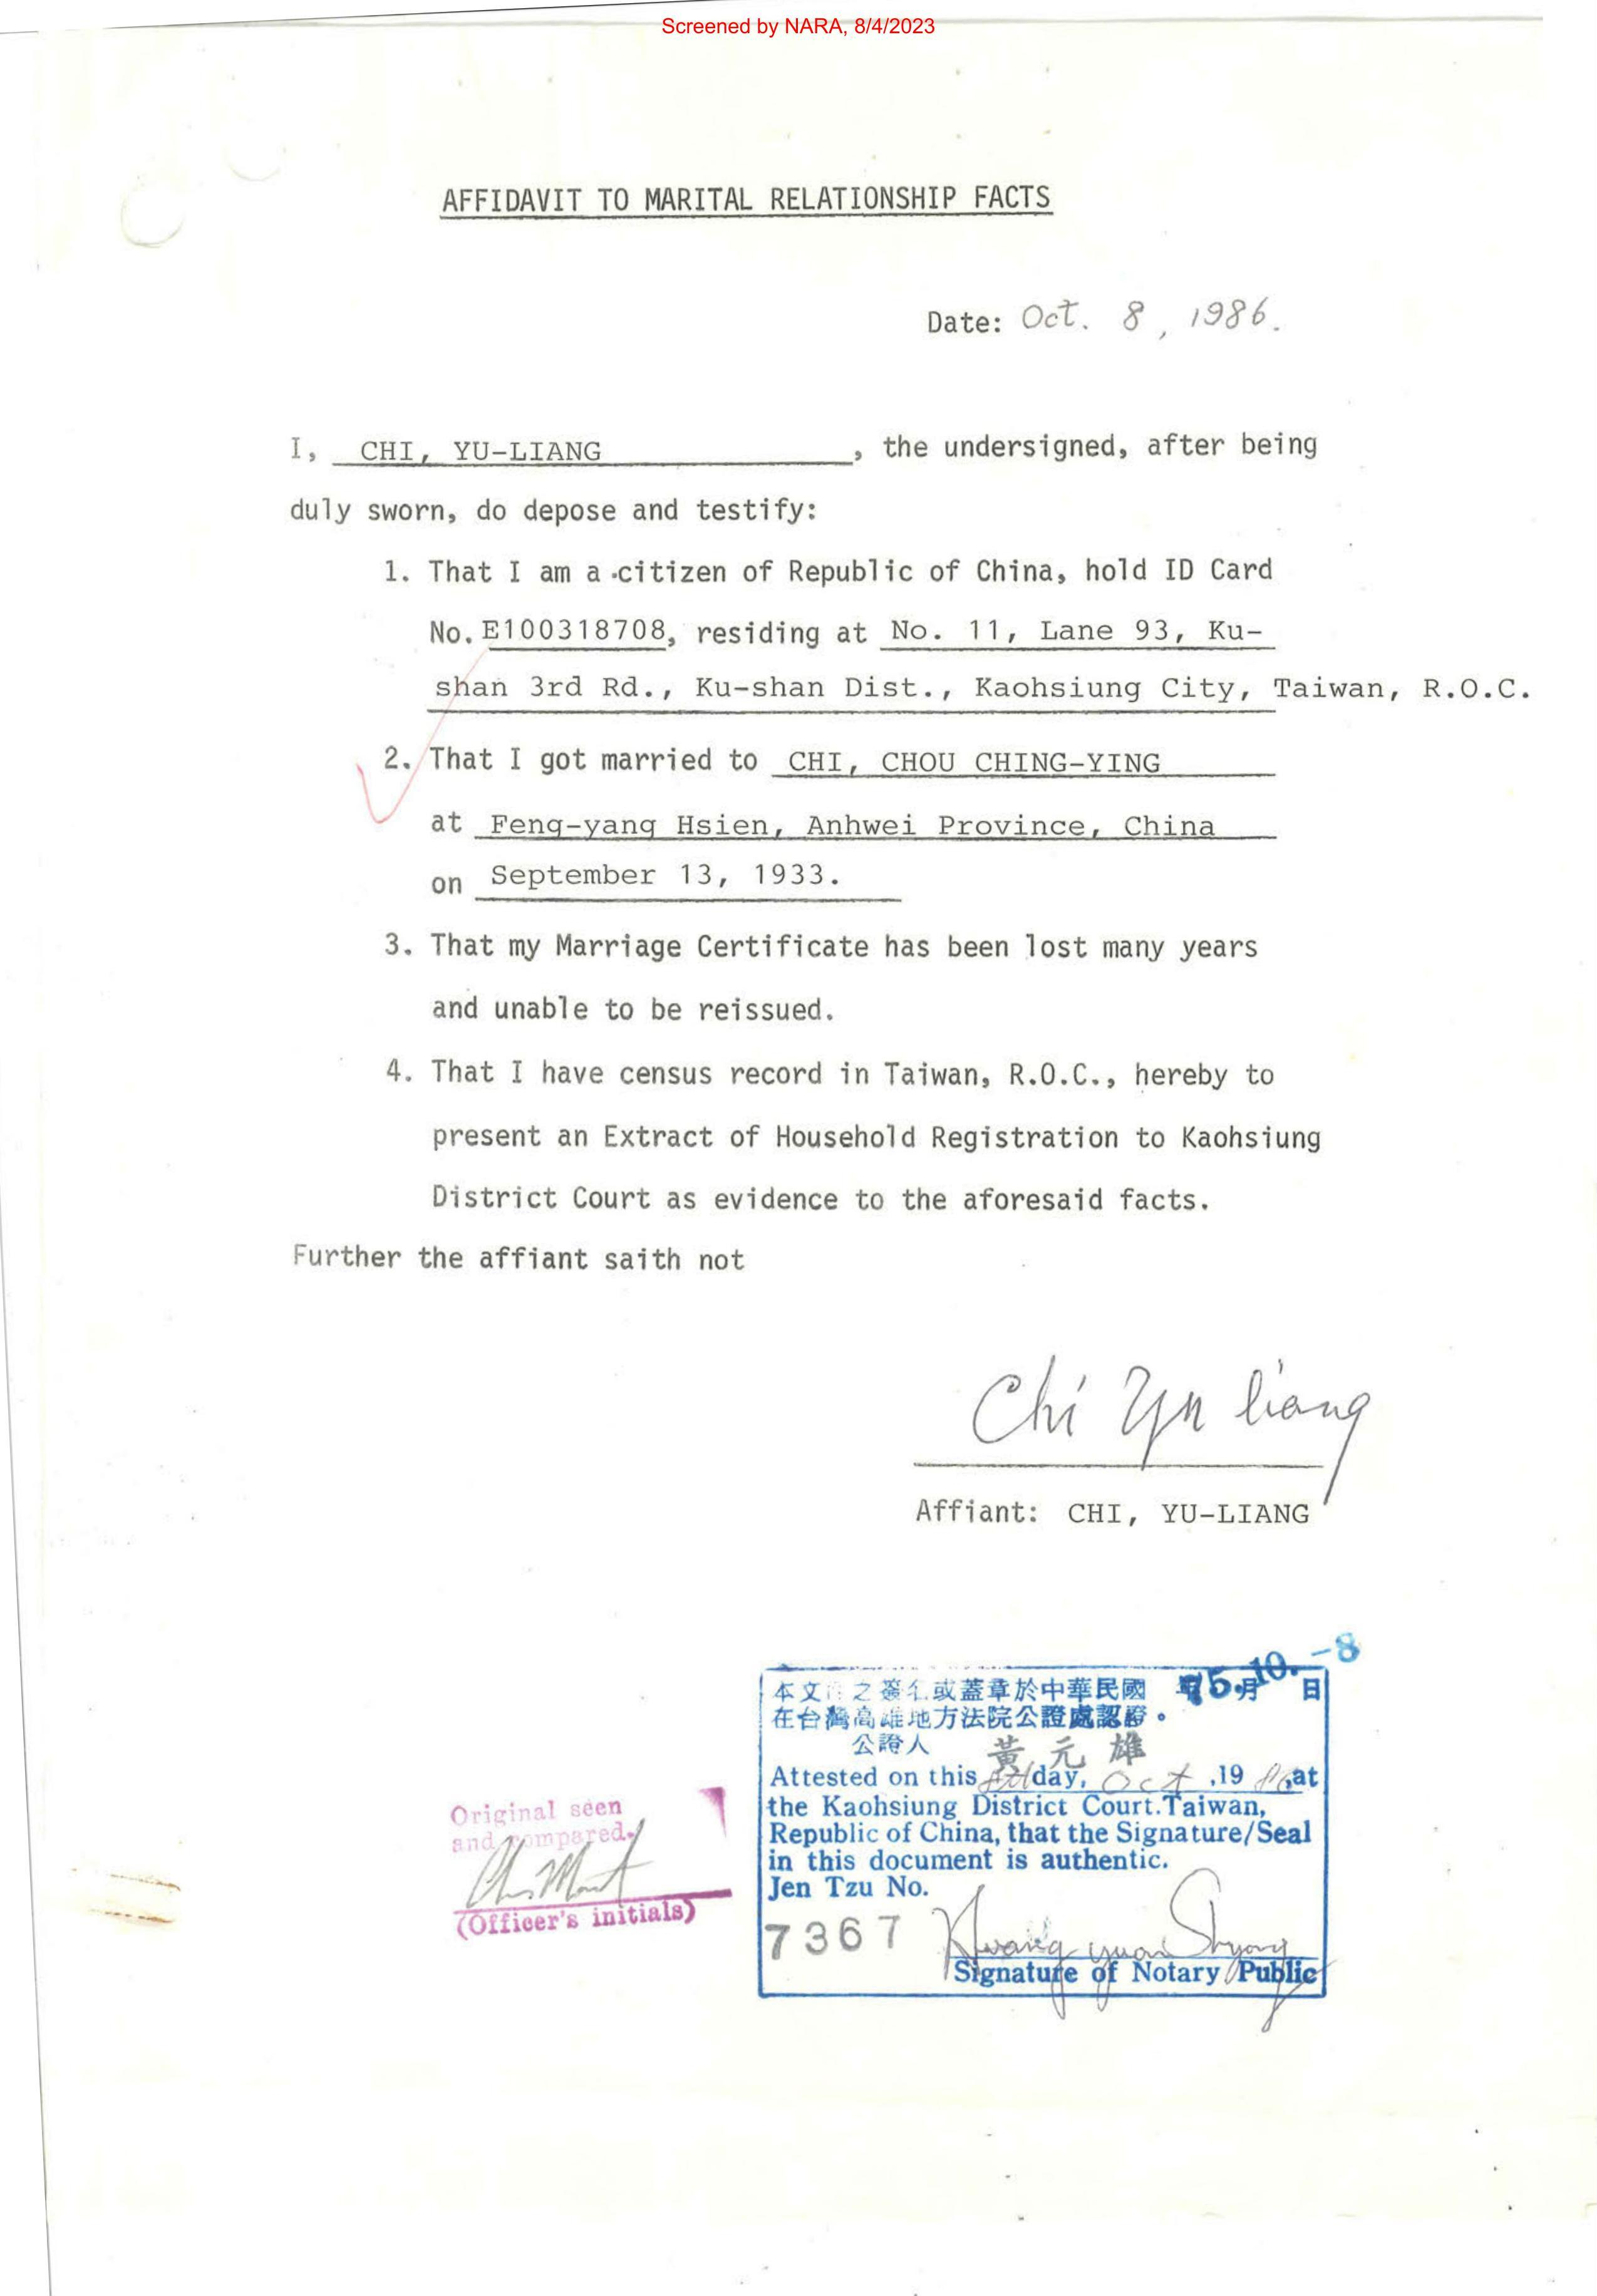 Screened by NARA, 8/4/2023
AFFIDAVIT TO MARITAL RELATIONSHIP FACTS
Date: Oct. 8, 1986.
I, CHI, YU-LIANG, the undersigned, after being
duly sworn, do depose and testify:
1. That I am a citizen of Republic of China, hold ID Card
No. E100318708, residing at No. 11, Lane 93, Ku-
shan 3rd Rd., Ku-shan Dist., Kaohsiung City, Taiwan, R.O.C.
2. That I got married to CHI, CHOU CHING-YING
at Feng-yang Hsien, Anhwei Province, China
on September 13, 1933.
3. That my Marriage Certificate has been lost many years
and unable to be reissued.
4. That I have census record in Taiwan, R.O.C., hereby to
present an Extract of Household Registration to Kaohsiung
District Court as evidence to the aforesaid facts.
Further the affiant saith not
Chi Yu liang
Affiant: CHI, YU-LIANG
75.10.-8
本文 之簽名或蓋章於中華民國 年 月 日
在台灣高雄地方法院公證處認證。
公證人 黃元雄
Attested on this day, Oct, 1986, at
the Kaohsiung District Court.Taiwan,
Republic of China, that the Signature/Seal
in this document is authentic.
Jen Tzu No.
7367 Hwang yuan Shyong
Signature of Notary Public
Original seen
and compared.
(Officer's initials)